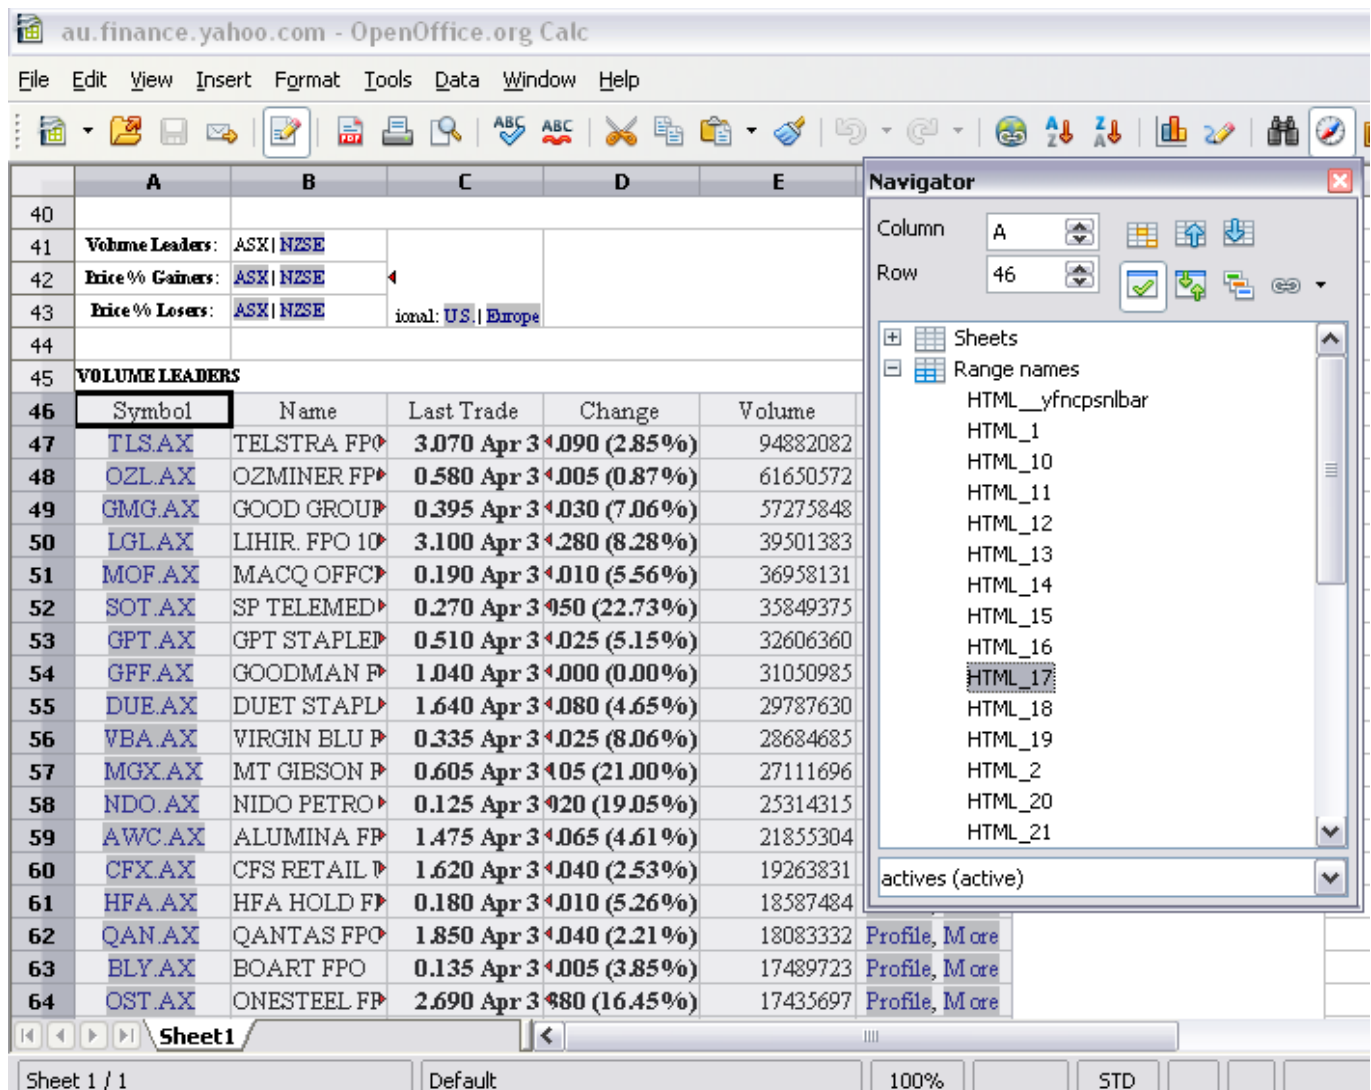 au.finance.yahoo.com - OpenOffice.org Calc
File Edit View Insert Format Tools Data Window Help
PDF ABC ABC A Z Z A
A B C D E
Navigator
Column A
Row 46
40
41 Volume Leaders: ASX | NZSE
42 Price % Gainers: ASX | NZSE
43 Price % Losers: ASX | NZSE ional: U.S. | Europe
44
45 VOLUME LEADERS
46 Symbol Name Last Trade Change Volume
47 TLS.AX TELSTRA FPO 3.070 Apr 3 .090 (2.85%) 94882082
48 OZL.AX OZMINER FP 0.580 Apr 3 .005 (0.87%) 61650572
49 GMG.AX GOOD GROUP 0.395 Apr 3 .030 (7.06%) 57275848
50 LGL.AX LIHIR. FPO 10 3.100 Apr 3 .280 (8.28%) 39501383
51 MOF.AX MACQ OFFC 0.190 Apr 3 .010 (5.56%) 36958131
52 SOT.AX SP TELEMED 0.270 Apr 3 050 (22.73%) 35849375
53 GPT.AX GPT STAPLE 0.510 Apr 3 .025 (5.15%) 32606360
54 GFF.AX GOODMAN F 1.040 Apr 3 .000 (0.00%) 31050985
55 DUE.AX DUET STAPL 1.640 Apr 3 .080 (4.65%) 29787630
56 VBA.AX VIRGIN BLU F 0.335 Apr 3 .025 (8.06%) 28684685
57 MGX.AX MT GIBSON F 0.605 Apr 3 105 (21.00%) 27111696
58 NDO.AX NIDO PETRO 0.125 Apr 3 020 (19.05%) 25314315
59 AWC.AX ALUMINA FP 1.475 Apr 3 .065 (4.61%) 21855304
60 CFX.AX CFS RETAIL 1.620 Apr 3 .040 (2.53%) 19263831
61 HFA.AX HFA HOLD F 0.180 Apr 3 .010 (5.26%) 18587484
62 QAN.AX QANTAS FPO 1.850 Apr 3 .040 (2.21%) 18083332 Profile, More
63 BLY.AX BOART FPO 0.135 Apr 3 .005 (3.85%) 17489723 Profile, More
64 OST.AX ONESTEEL FP 2.690 Apr 3 380 (16.45%) 17435697 Profile, More
Sheets
Range names
HTML__yfncpsnlbar
HTML_1
HTML_10
HTML_11
HTML_12
HTML_13
HTML_14
HTML_15
HTML_16
HTML_17
HTML_18
HTML_19
HTML_2
HTML_20
HTML_21
actives (active)
Sheet1
Sheet 1 / 1 Default 100% STD